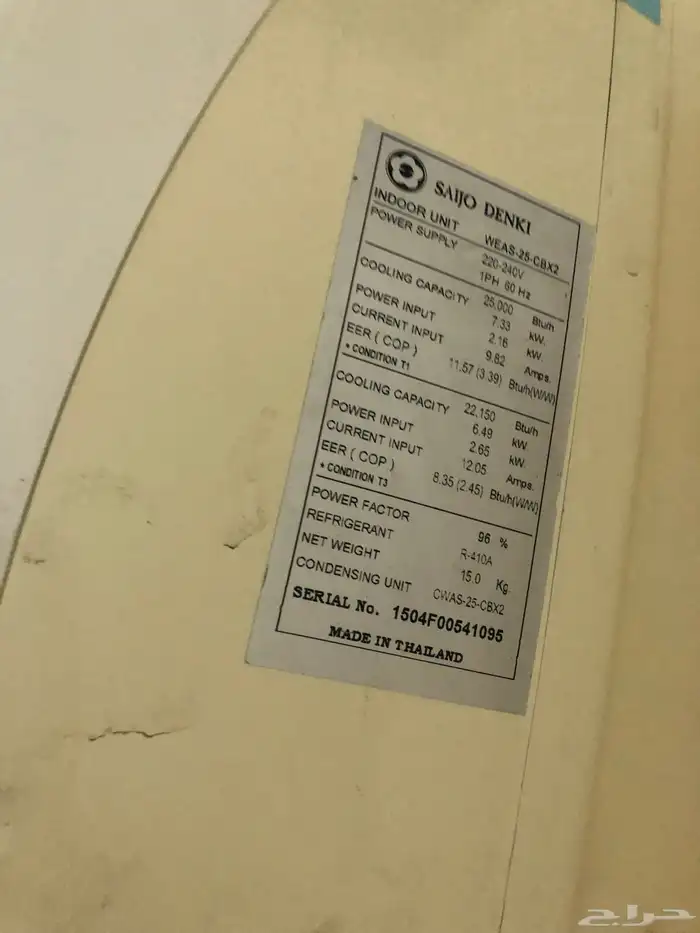 SAIJO DENKI
INDOOR UNIT WEAS-25-CBX2
POWER SUPPLY 220-240V
1PH 60 Hz
COOLING CAPACITY 25,000 Btu/h
7.33 kW.
POWER INPUT 2.16 kW.
CURRENT INPUT 9.82 Amps.
EER ( COP ) 11.57 (3.39) Btu/h(W/W)
* CONDITION T1
COOLING CAPACITY 22,150 Btu/h
6.49 kW
POWER INPUT 2.65 kW.
CURRENT INPUT 12.05 Amps.
EER ( COP ) 8.35 (2.45) Btu/h(W/W)
* CONDITION T3
POWER FACTOR 96 %
REFRIGERANT R-410A
NET WEIGHT 15.0 Kg.
CONDENSING UNIT CWAS-25-CBX2
SERIAL No. 1504F00541095
MADE IN THAILAND
حراج